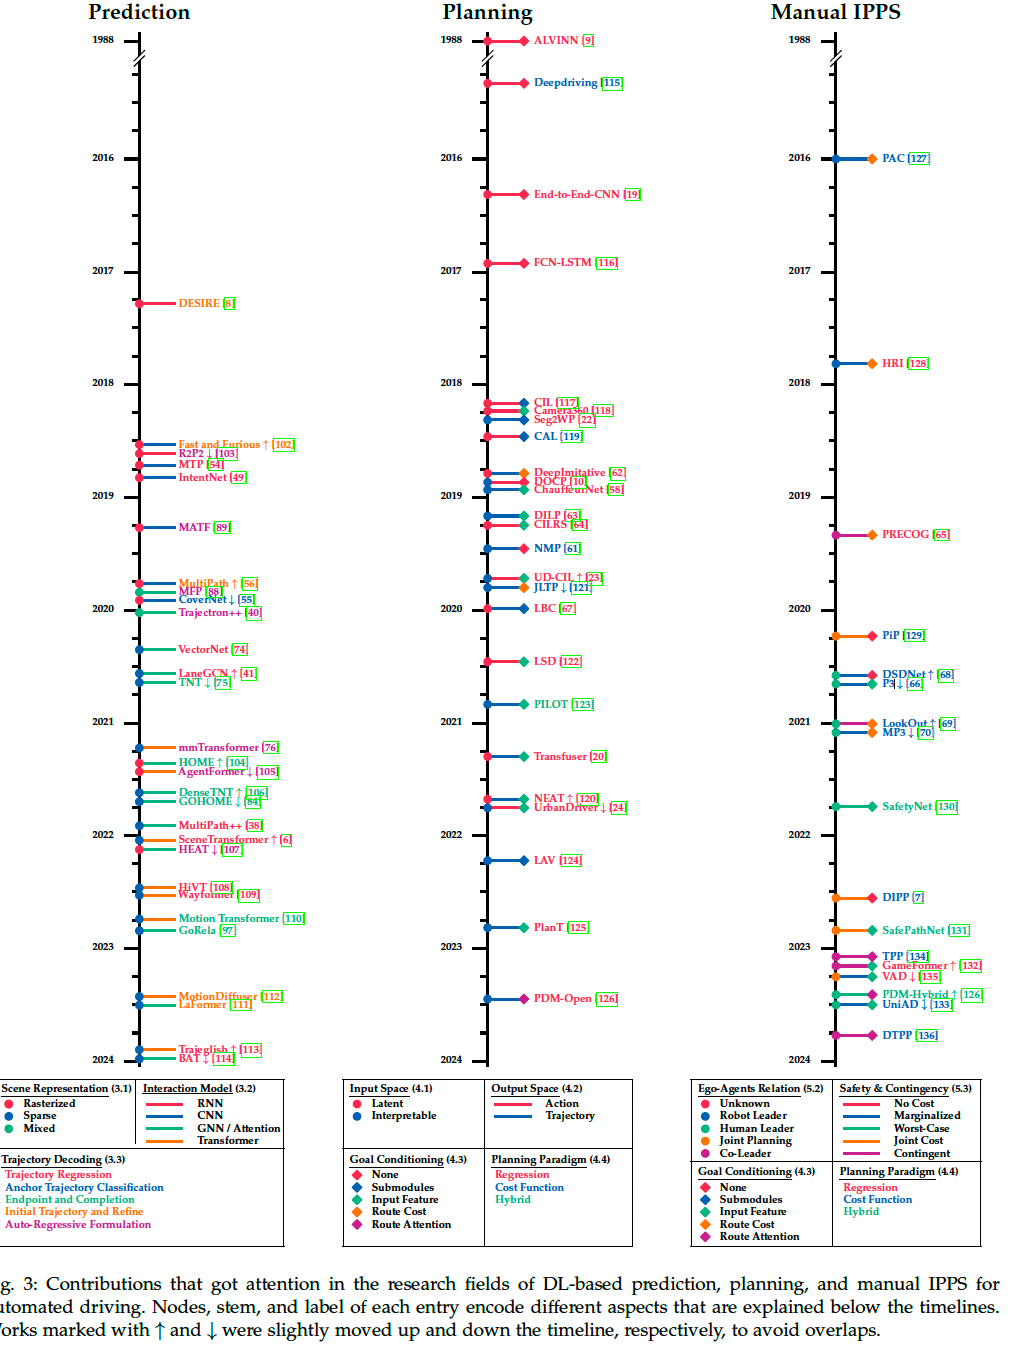 Prediction
1988
2016
2017
DESIRE [8]
2018
Fast and Furious ↑ [102]
R2P2 ↓ [103]
MTP [54]
IntentNet [49]
2019
MATF [89]
MultiPath ↑ [56]
MFP [88]
CoverNet ↓ [55]
2020
Trajectron++ [40]
VectorNet [74]
LaneGCN ↑ [41]
TNT ↓ [75]
2021
mmTransformer [76]
HOME ↑ [104]
AgentFormer ↓ [105]
DenseTNT ↑ [106]
GOHOME ↓ [84]
MultiPath++ [38]
2022
SceneTransformer ↑ [6]
HEAT ↓ [107]
HiVT [108]
Wayformer [109]
Motion Transformer [110]
GoRela [97]
2023
MotionDiffuser [112]
LaFormer [111]
Trajeglish ↑ [113]
BAT ↓ [114]
2024
Scene Representation (3.1)
Rasterized
Sparse
Mixed
Interaction Model (3.2)
RNN
CNN
GNN / Attention
Transformer
Trajectory Decoding (3.3)
Trajectory Regression
Anchor Trajectory Classification
Endpoint and Completion
Initial Trajectory and Refine
Auto-Regressive Formulation
Planning
1988
ALVINN [9]
Deepdriving [115]
2016
End-to-End-CNN [19]
FCN-LSTM [116]
2017
2018
CIL [117]
Camera360 [118]
Seg2WP [22]
CAL [119]
DeepImitative [62]
DOCP [10]
ChauffeurNet [58]
2019
DILP [63]
CILRS [64]
NMP [61]
UD-CIL ↑ [23]
JLTP ↓ [121]
2020
LBC [67]
LSD [122]
PILOT [123]
2021
Transfuser [20]
NEAT ↑ [120]
UrbanDriver ↓ [24]
2022
LAV [124]
PlanT [125]
2023
PDM-Open [126]
2024
Input Space (4.1)
Latent
Interpretable
Output Space (4.2)
Action
Trajectory
Goal Conditioning (4.3)
None
Submodules
Input Feature
Route Cost
Route Attention
Planning Paradigm (4.4)
Regression
Cost Function
Hybrid
Manual IPPS
1988
2016
PAC [127]
2017
HRI [128]
2018
2019
PRECOG [65]
2020
PiP [129]
DSDNet ↑ [68]
P3 ↓ [66]
2021
LookOut ↑ [69]
MP3 ↓ [70]
SafetyNet [130]
2022
DIPP [7]
SafePathNet [131]
2023
TPP [134]
GameFormer ↑ [132]
VAD ↓ [135]
PDM-Hybrid ↑ [126]
UniAD ↓ [133]
DTPP [136]
2024
Ego-Agents Relation (5.2)
Unknown
Robot Leader
Human Leader
Joint Planning
Co-Leader
Safety & Contingency (5.3)
No Cost
Marginalized
Worst-Case
Joint Cost
Contingent
Goal Conditioning (4.3)
None
Submodules
Input Feature
Route Cost
Route Attention
Planning Paradigm (4.4)
Regression
Cost Function
Hybrid
g. 3: Contributions that got attention in the research fields of DL-based prediction, planning, and manual IPPS for
utomated driving. Nodes, stem, and label of each entry encode different aspects that are explained below the timelines.
Works marked with ↑ and ↓ were slightly moved up and down the timeline, respectively, to avoid overlaps.